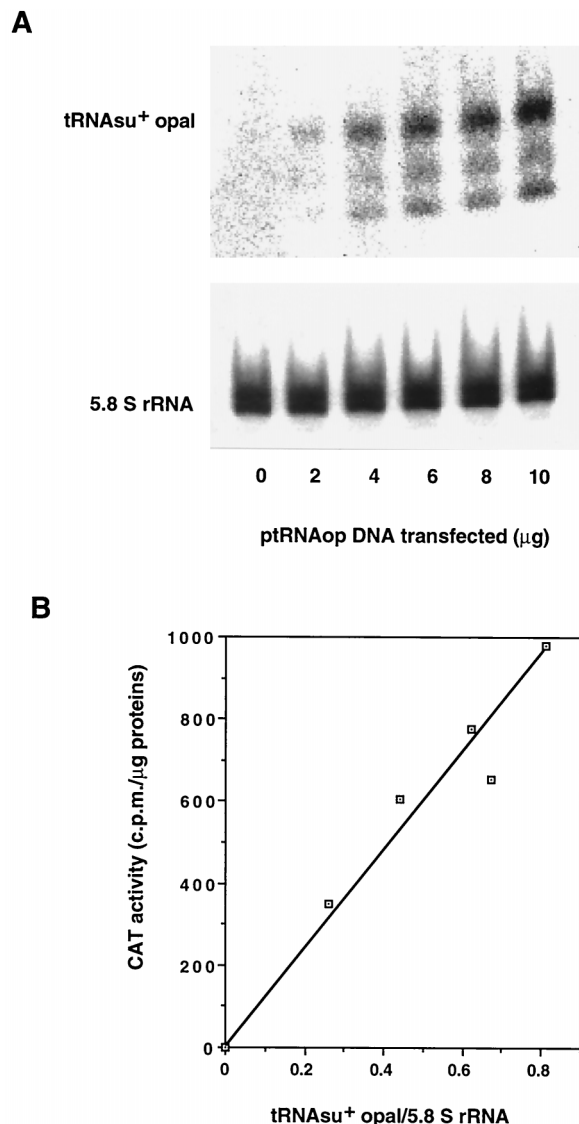 A
tRNAsu+ opal
5.8 S rRNA
0 2 4 6 8 10
ptRNAop DNA transfected (μg)
B
CAT activity (c.p.m./μg proteins)
1000
800
600
400
200
0
0 0.2 0.4 0.6 0.8
tRNAsu+ opal/5.8 S rRNA